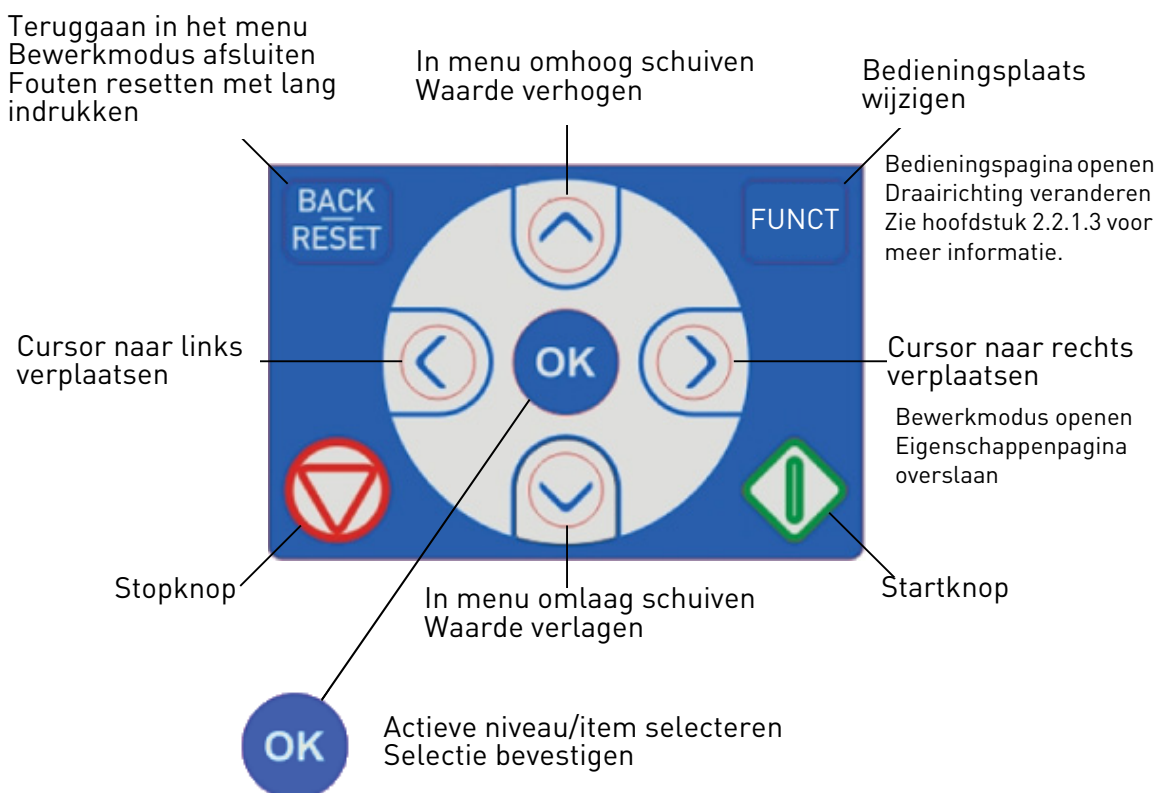 Teruggaan in het menu
Bewerkmodus afsluiten
Fouten resetten met lang
indrukken
In menu omhoog schuiven
Waarde verhogen
Bedieningsplaats
wijzigen
Bedieningspagina openen
Draairichting veranderen
Zie hoofdstuk 2.2.1.3 voor
meer informatie.
BACK
RESET
FUNCT
Cursor naar links
verplaatsen
OK
Cursor naar rechts
verplaatsen
Bewerkmodus openen
Eigenschappenpagina
overslaan
Stopknop
In menu omlaag schuiven
Waarde verlagen
Startknop
OK
Actieve niveau/item selecteren
Selectie bevestigen